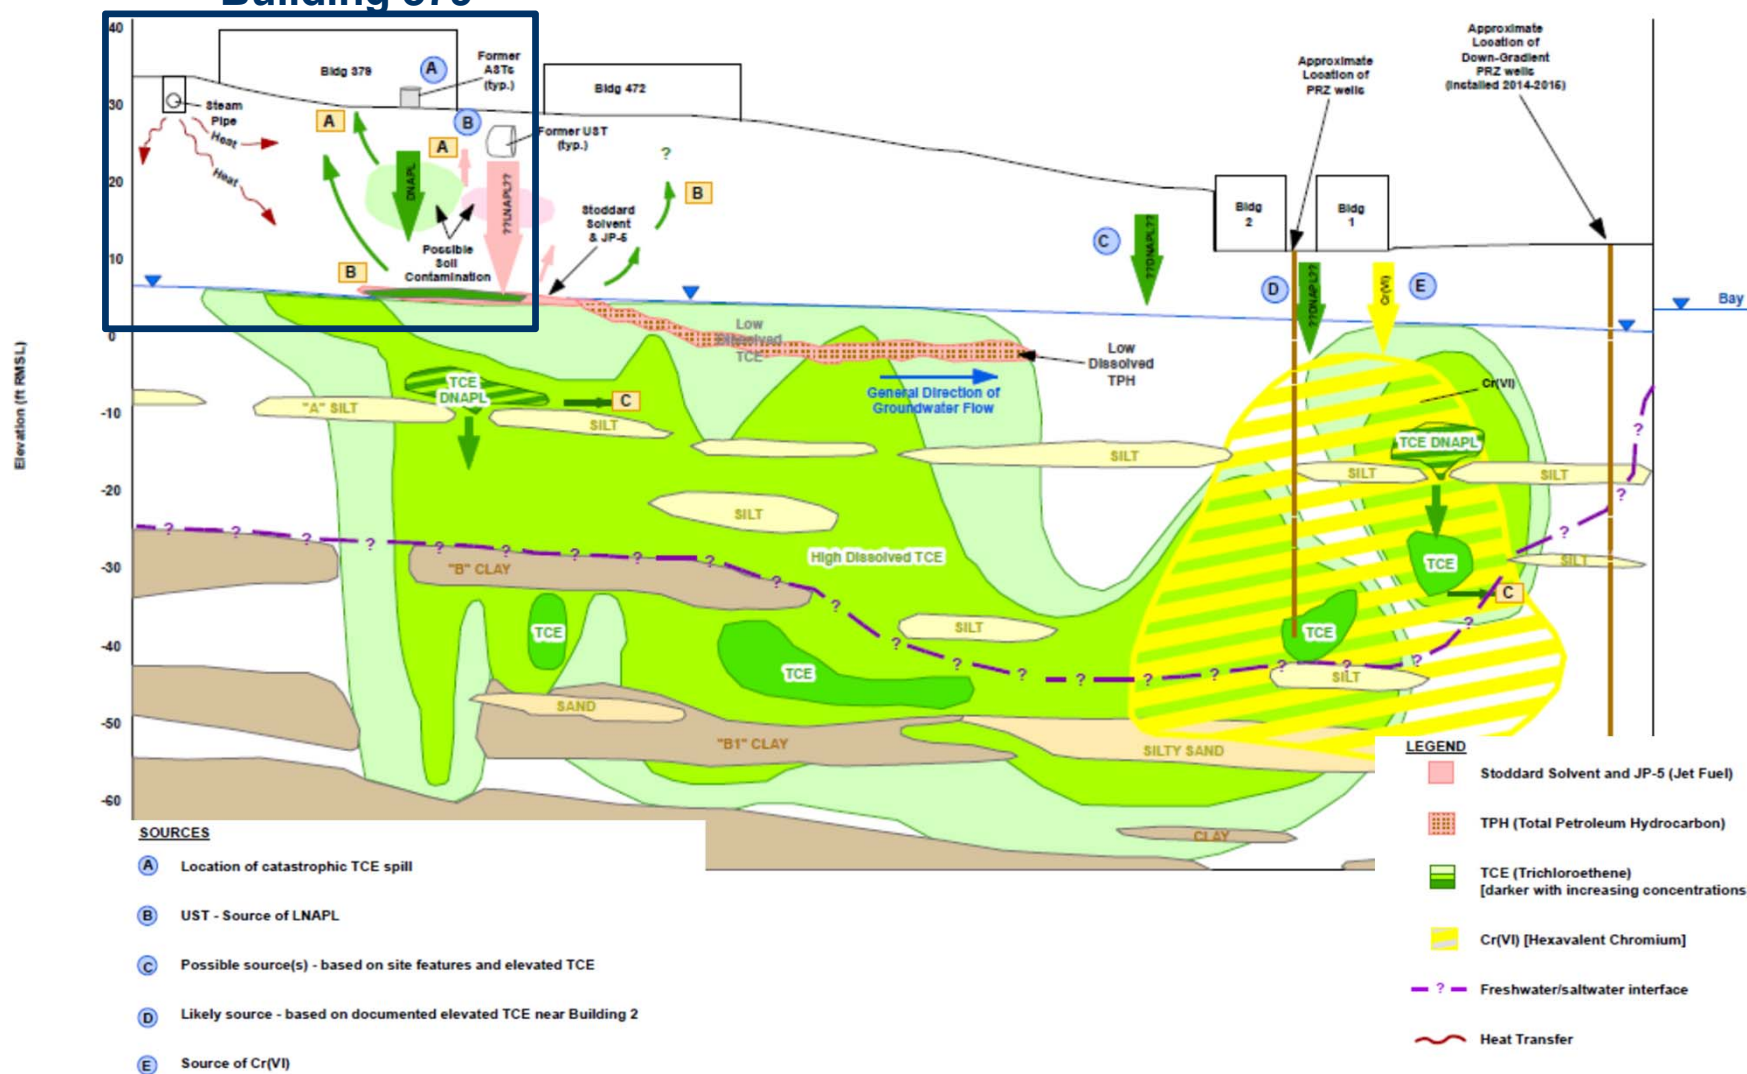 Building 379
40
30
20
10
0
-10
-20
-30
-40
-50
-60
Elevation (ft RMSL)
Bldg 379
A
Former
ASTs
(typ.)
Steam
Pipe
Heat
Heat
A
B
A
Former UST
(typ.)
DNAPL
??LNAPL??
Possible
Soil
Contamination
B
Stoddard
Solvent
& JP-5
Bldg 472
?
B
C
??DNAPL??
Approximate
Location of
PRZ wells
Approximate
Location of
Down-Gradient
PRZ wells
(Installed 2014-2016)
Bldg
2
Bldg
1
D
??DNAPL??
Cr(VI)
E
Bay
Low
Dissolved
TCE
Low
Dissolved
TPH
General Direction of
Groundwater Flow
Cr(VI)
TCE
DNAPL
C
"A" SILT
SILT
SILT
TCE DNAPL
SILT
SILT
SILT
High Dissolved TCE
"B" CLAY
TCE
SILT
C
TCE
SILT
TCE
TCE
SILT
SAND
"B1" CLAY
SILTY SAND
CLAY
? ? ? ? ? ? ? ? ? ? ? ? ? ? ? ? ? ? ? ? ? ? ? ?
SOURCES
A Location of catastrophic TCE spill
B UST - Source of LNAPL
C Possible source(s) - based on site features and elevated TCE
D Likely source - based on documented elevated TCE near Building 2
E Source of Cr(VI)
LEGEND
Stoddard Solvent and JP-5 (Jet Fuel)
TPH (Total Petroleum Hydrocarbon)
TCE (Trichloroethene)
[darker with increasing concentrations
Cr(VI) [Hexavalent Chromium]
? Freshwater/saltwater interface
Heat Transfer